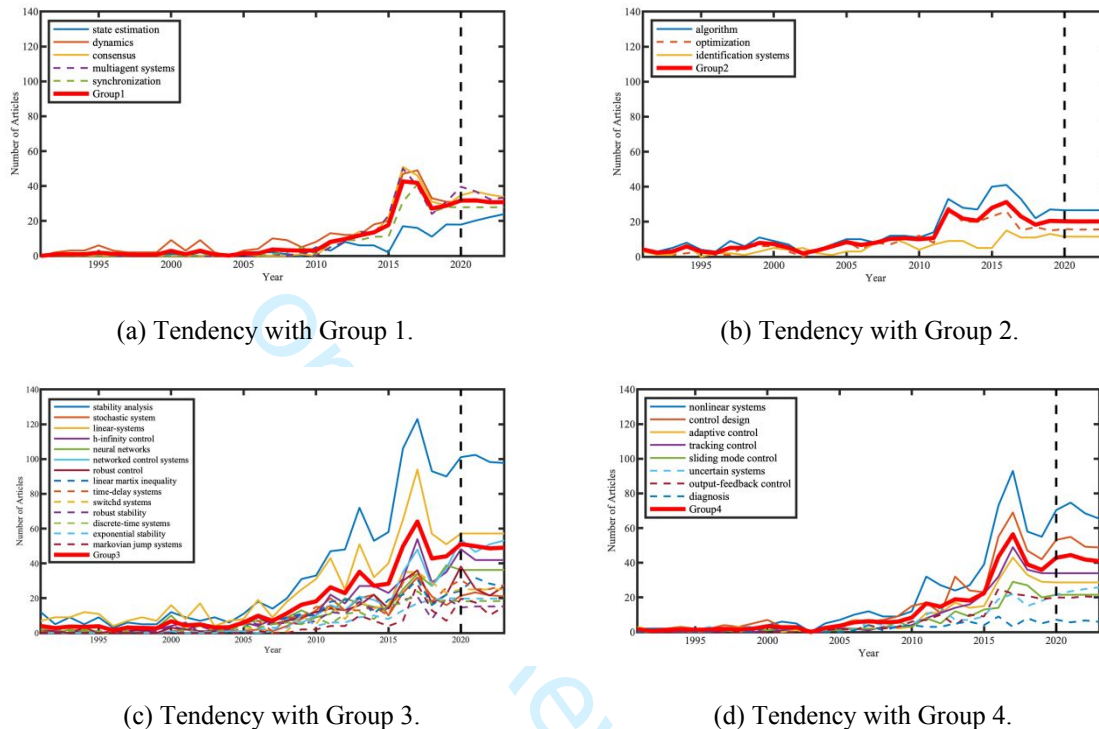 140
120
100
80
60
40
20
0
Number of Articles
state estimation
dynamics
consensus
multiagent systems
synchronization
Group1
1995 2000 2005 2010 2015 2020
Year
(a) Tendency with Group 1.
140
120
100
80
60
40
20
0
Number of Articles
algorithm
optimization
identification systems
Group2
1995 2000 2005 2010 2015 2020
Year
(b) Tendency with Group 2.
140
120
100
80
60
40
20
0
Number of Articles
stability analysis
stochastic system
linear-systems
h-infinity control
neural networks
networked control systems
robust control
linear martix inequality
time-delay systems
switchd systems
robust stability
discrete-time systems
exponential stability
markovian jump systems
Group3
1995 2000 2005 2010 2015 2020
Year
(c) Tendency with Group 3.
140
120
100
80
60
40
20
0
Number of Articles
nonlinear systems
control design
adaptive control
tracking control
sliding mode control
uncertain systems
output-feedback control
diagnosis
Group4
1995 2000 2005 2010 2015 2020
Year
(d) Tendency with Group 4.